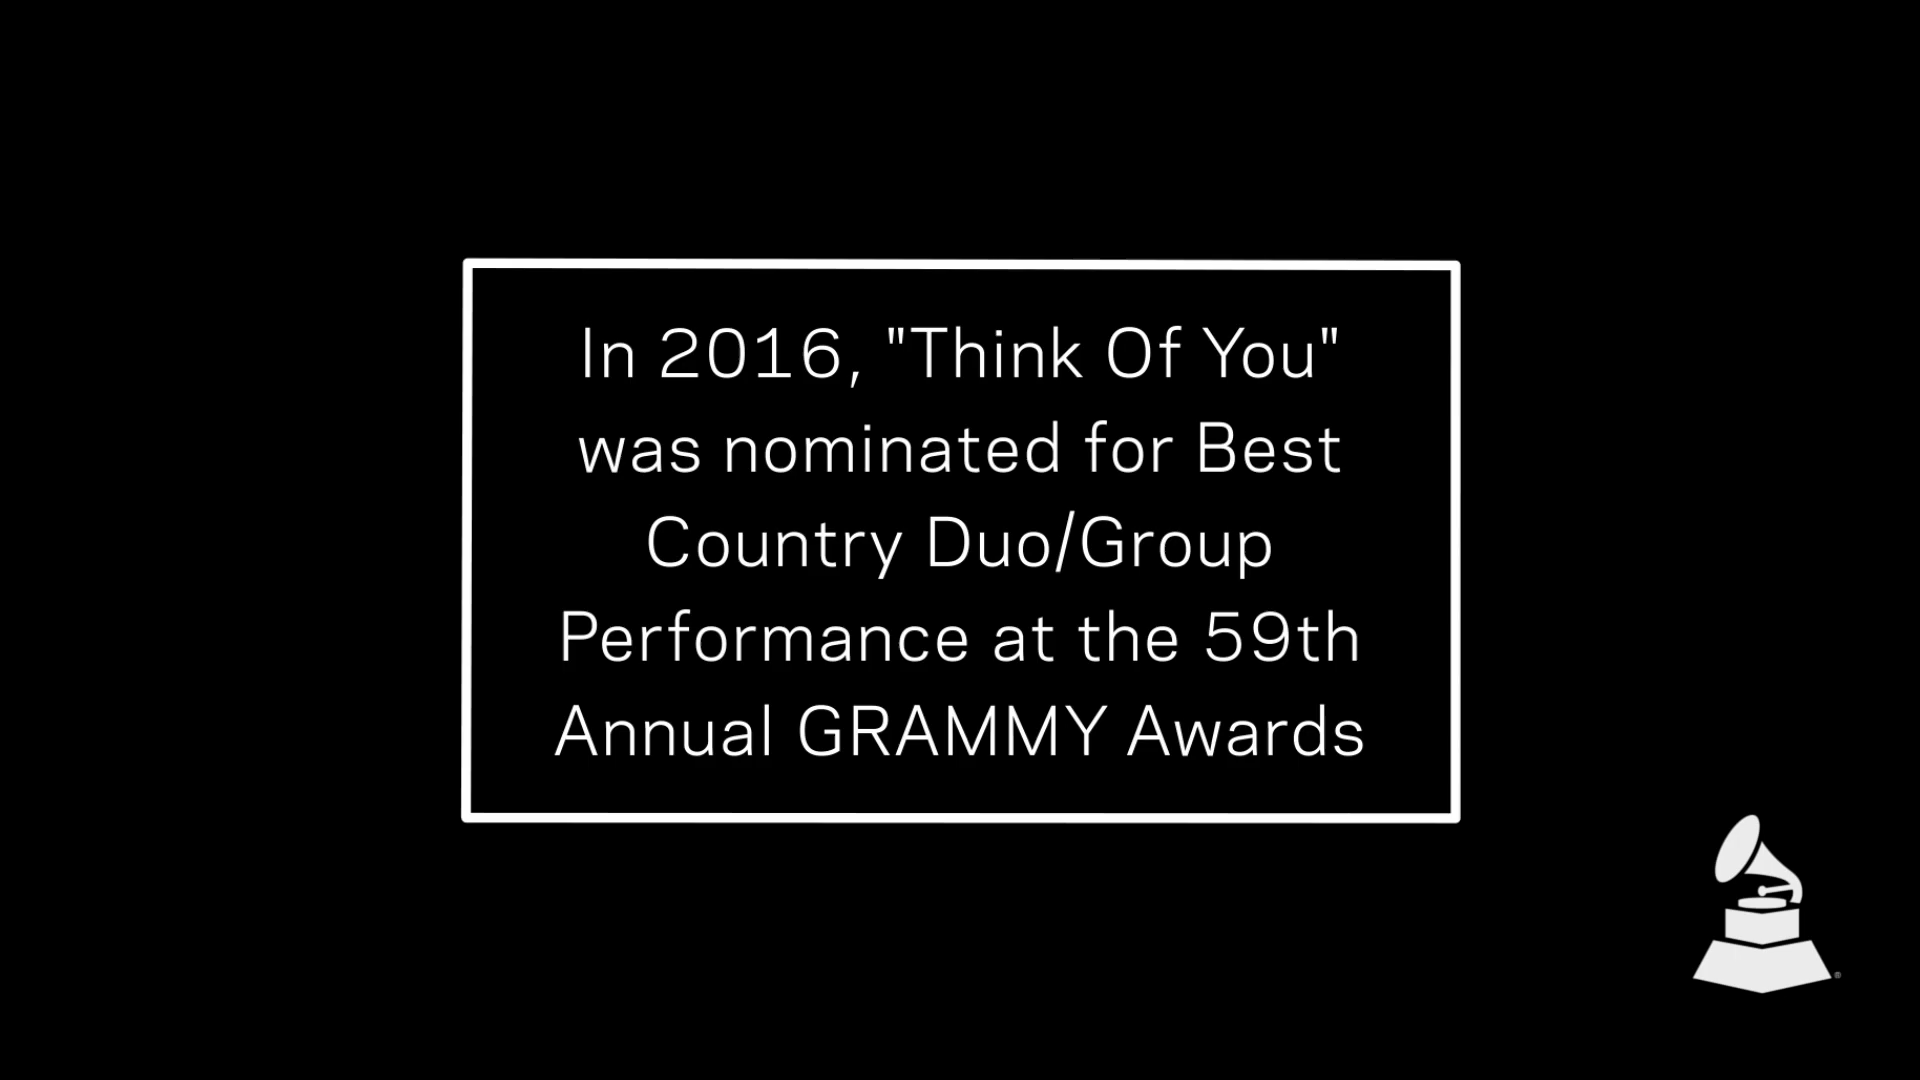 In 2016, "Think Of You"
was nominated for Best
Country Duo/Group
Performance at the 59th
Annual GRAMMY Awards
®